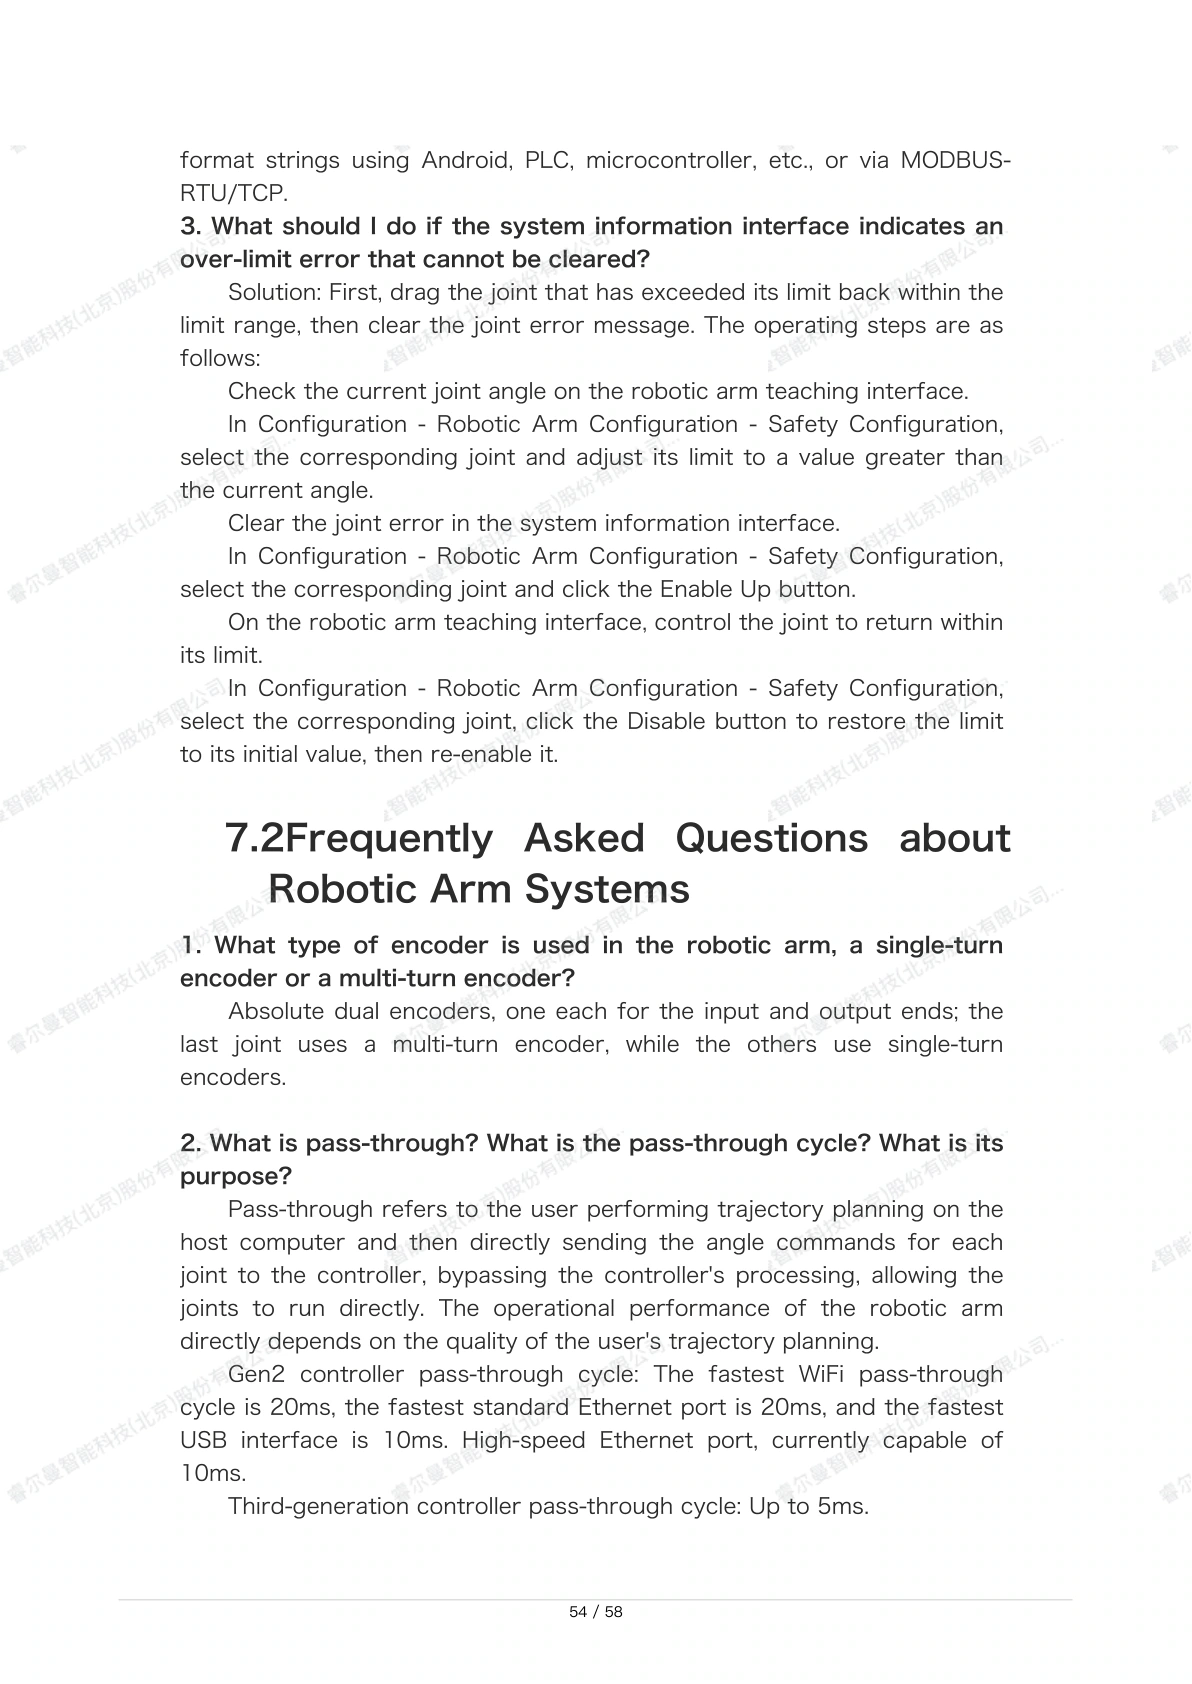 format strings using Android, PLC, microcontroller, etc., or via MODBUS-
RTU/TCP.
3. What should I do if the system information interface indicates an
over-limit error that cannot be cleared?
Solution: First, drag the joint that has exceeded its limit back within the
limit range, then clear the joint error message. The operating steps are as
follows:
Check the current joint angle on the robotic arm teaching interface.
In Configuration - Robotic Arm Configuration - Safety Configuration,
select the corresponding joint and adjust its limit to a value greater than
the current angle.
Clear the joint error in the system information interface.
In Configuration - Robotic Arm Configuration - Safety Configuration,
select the corresponding joint and click the Enable Up button.
On the robotic arm teaching interface, control the joint to return within
its limit.
In Configuration - Robotic Arm Configuration - Safety Configuration,
select the corresponding joint, click the Disable button to restore the limit
to its initial value, then re-enable it.
7.2Frequently Asked Questions about
Robotic Arm Systems
1. What type of encoder is used in the robotic arm, a single-turn
encoder or a multi-turn encoder?
Absolute dual encoders, one each for the input and output ends; the
last joint uses a multi-turn encoder, while the others use single-turn
encoders.
2. What is pass-through? What is the pass-through cycle? What is its
purpose?
Pass-through refers to the user performing trajectory planning on the
host computer and then directly sending the angle commands for each
joint to the controller, bypassing the controller's processing, allowing the
joints to run directly. The operational performance of the robotic arm
directly depends on the quality of the user's trajectory planning.
Gen2 controller pass-through cycle: The fastest WiFi pass-through
cycle is 20ms, the fastest standard Ethernet port is 20ms, and the fastest
USB interface is 10ms. High-speed Ethernet port, currently capable of
10ms.
Third-generation controller pass-through cycle: Up to 5ms.
54 / 58
睿尔曼智能科技(北京)股份有限公司...